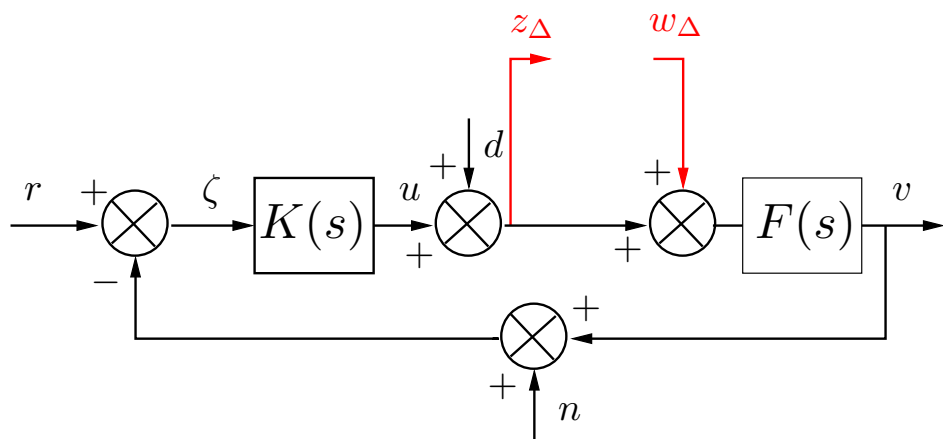 z_Δ w_Δ
+ d +
r + ζ K(s) u F(s) v
+ +
− +
+ n